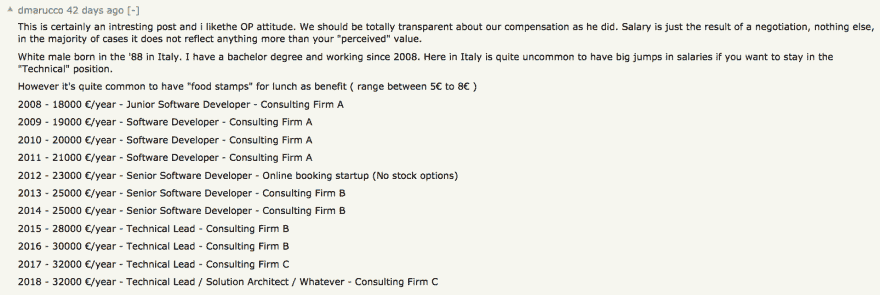 dmarucco 42 days ago [-]
This is certainly an intresting post and i likethe OP attitude. We should be totally transparent about our compensation as he did. Salary is just the result of a negotiation, nothing else,
in the majority of cases it does not reflect anything more than your "perceived" value.
White male born in the '88 in Italy. I have a bachelor degree and working since 2008. Here in Italy is quite uncommon to have big jumps in salaries if you want to stay in the
"Technical" position.
However it's quite common to have "food stamps" for lunch as benefit ( range between 5€ to 8€ )
2008 - 18000 €/year - Junior Software Developer - Consulting Firm A
2009 - 19000 €/year - Software Developer - Consulting Firm A
2010 - 20000 €/year - Software Developer - Consulting Firm A
2011 - 21000 €/year - Software Developer - Consulting Firm A
2012 - 23000 €/year - Senior Software Developer - Online booking startup (No stock options)
2013 - 25000 €/year - Senior Software Developer - Consulting Firm B
2014 - 25000 €/year - Senior Software Developer - Consulting Firm B
2015 - 28000 €/year - Technical Lead - Consulting Firm B
2016 - 30000 €/year - Technical Lead - Consulting Firm B
2017 - 32000 €/year - Technical Lead - Consulting Firm C
2018 - 32000 €/year - Technical Lead / Solution Architect / Whatever - Consulting Firm C